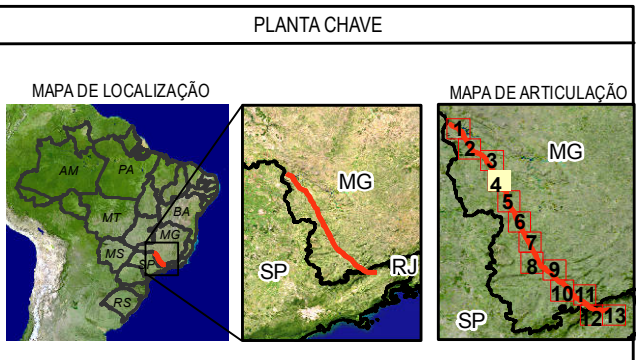 PLANTA CHAVE
MAPA DE LOCALIZAÇÃO
AM
PA
MT
BA
MG
MS
SP
RS
MG
SP
RJ
MAPA DE ARTICULAÇÃO
1
2
3
MG
4
5
6
7
8
9
10
11
12
13
SP